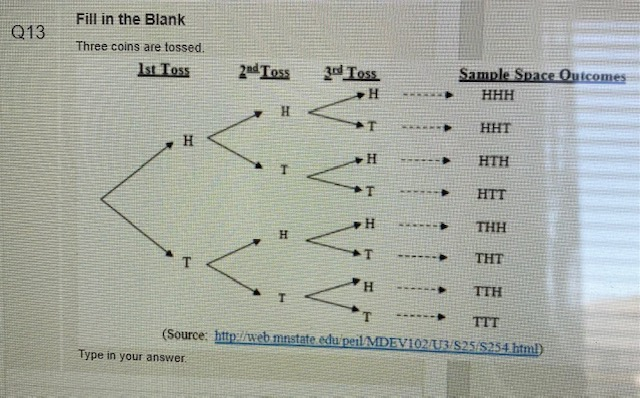 Q13
Fill in the Blank
Three coins are tossed.
1st Toss 2nd Toss 3rd Toss Sample Space Outcomes
H HHH
H
T HHT
H
H HTH
T
T HTT
H THH
H
T THT
T
H TTH
T
T TTT
(Source: http://web.mnstate.edu/peil/MDEV102/U3/S25/S254.html)
Type in your answer.